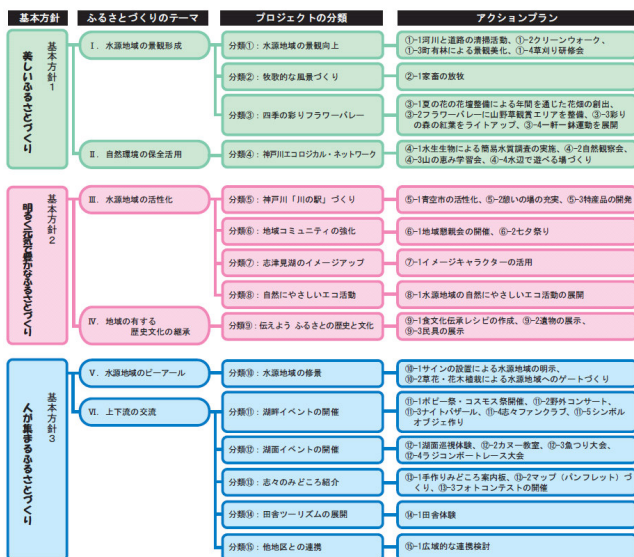 基本方針 ふるさとづくりのテーマ プロジェクトの分類 アクションプラン
基本方針1
美しいふるさとづくり
Ⅰ．水源地域の景観形成
分類①：水源地域の景観向上
①-1河川と道路の清掃活動、①-2クリーンウォーク、
①-3町有林による景観美化、①-4草刈り研修会
分類②：牧歌的な風景づくり
②-1家畜の放牧
分類③：四季の彩りフラワーバレー
③-1夏の花の花壇整備による年間を通じた花畑の創出、
③-2フラワーバレーに山野草観賞エリアを整備、③-3彩り
の森の紅葉をライトアップ、③-4一軒一鉢運動を展開
Ⅱ．自然環境の保全活用
分類④：神戸川エコロジカル・ネットワーク
④-1水生生物による簡易水質調査の実施、④-2自然観察会、
④-3山の恵み学習会、④-4水辺で遊べる場づくり
基本方針2
明るく元気で豊かなふるさとづくり
Ⅲ．水源地域の活性化
分類⑤：神戸川「川の駅」づくり
⑤-1青空市の活性化、⑤-2憩いの場の充実、⑤-3特産品の開発
分類⑥：地域コミュニティの強化
⑥-1地域懇親会の開催、⑥-2七夕祭り
分類⑦：志津見湖のイメージアップ
⑦-1イメージキャラクターの活用
分類⑧：自然にやさしいエコ活動
⑧-1水源地域の自然にやさしいエコ活動の展開
Ⅳ．地域の有する
歴史文化の継承
分類⑨：伝えよう ふるさとの歴史と文化
⑨-1食文化伝承レシピの作成、⑨-2遺物の展示、
⑨-3民具の展示
基本方針3
人が集まるふるさとづくり
Ⅴ．水源地域のピーアール
分類⑩：水源地域の修景
⑩-1サインの設置による水源地域の明示、
⑩-2草花・花木植栽による水源地域へのゲートづくり
Ⅵ．上下流の交流
分類⑪：湖畔イベントの開催
⑪-1ポピー祭・コスモス祭開催、⑪-2野外コンサート、
⑪-3ナイトバザール、⑪-4志々ファンクラブ、⑪-5シンボル
オブジェ作り
分類⑫：湖面イベントの開催
⑫-1湖面巡視体験、⑫-2カヌー教室、⑫-3魚つり大会、
⑫-4ラジコンボートレース大会
分類⑬：志々のみどころ紹介
⑬-1手作りみどころ案内板、⑬-2マップ（パンフレット）づ
くり、⑬-3フォトコンテストの開催
分類⑭：田舎ツーリズムの展開
⑭-1田舎体験
分類⑮：他地区との連携
⑮-1広域的な連携検討